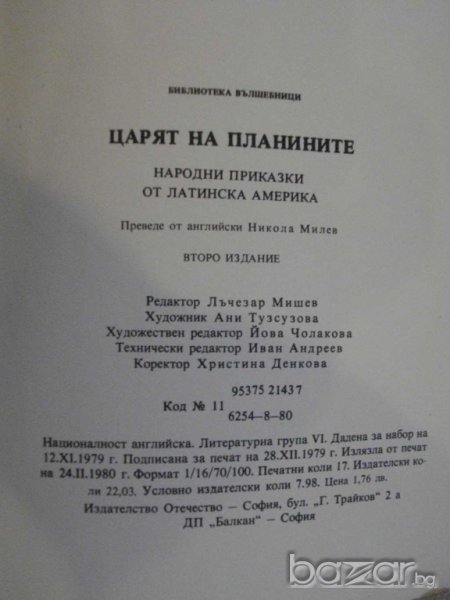 БИБЛИОТЕКА ВЪЛШЕБНИЦИ
ЦАРЯТ НА ПЛАНИНИТЕ
НАРОДНИ ПРИКАЗКИ
ОТ ЛАТИНСКА АМЕРИКА
Преведе от английски Никола Милев
ВТОРО ИЗДАНИЕ
Редактор Лъчезар Мишев
Художник Ани Тузсузова
Художествен редактор Йова Чолакова
Технически редактор Иван Андреев
Коректор Христина Денкова
95375 21437
Код № 11
6254–8–80
Националност английска. Литературна група VI. Дадена за набор на
12.XI.1979 г. Подписана за печат на 28.XII.1979 г. Излязла от печат
на 24.II.1980 г. Формат 1/16/70/100. Печатни коли 17. Издателски ко-
ли 22,03. Условно издателски коли 7.98. Цена 1,76 лв.
Издателство Отечество – София, бул. „Г. Трайков“ 2 а
ДП „Балкан“ – София
bazar.bg